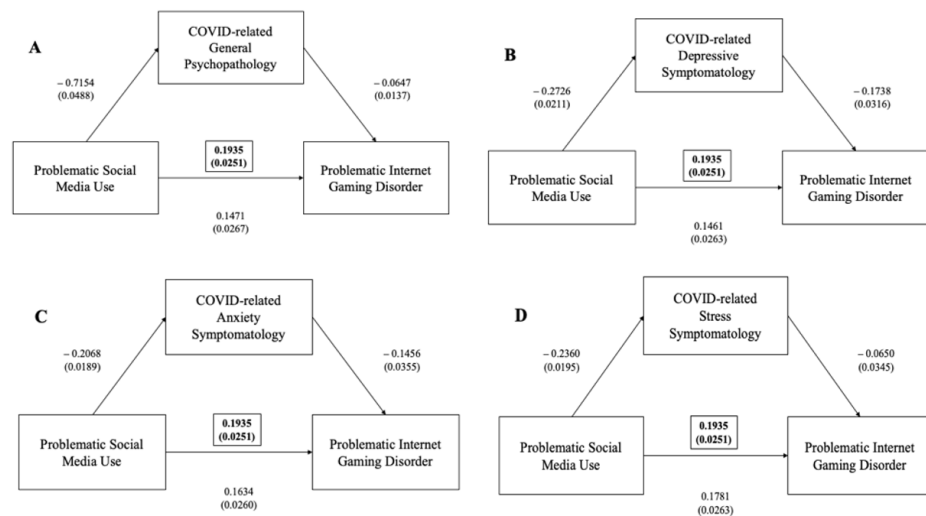 A
COVID-related
General
Psychopathology
– 0.7154
(0.0488)
– 0.0647
(0.0137)
Problematic Social
Media Use
0.1935
(0.0251)
Problematic Internet
Gaming Disorder
0.1471
(0.0267)
B
COVID-related
Depressive
Symptomatology
– 0.2726
(0.0211)
– 0.1738
(0.0316)
Problematic Social
Media Use
0.1935
(0.0251)
Problematic Internet
Gaming Disorder
0.1461
(0.0263)
C
COVID-related
Anxiety
Symptomatology
– 0.2068
(0.0189)
– 0.1456
(0.0355)
Problematic Social
Media Use
0.1935
(0.0251)
Problematic Internet
Gaming Disorder
0.1634
(0.0260)
D
COVID-related
Stress
Symptomatology
– 0.2360
(0.0195)
– 0.0650
(0.0345)
Problematic Social
Media Use
0.1935
(0.0251)
Problematic Internet
Gaming Disorder
0.1781
(0.0263)